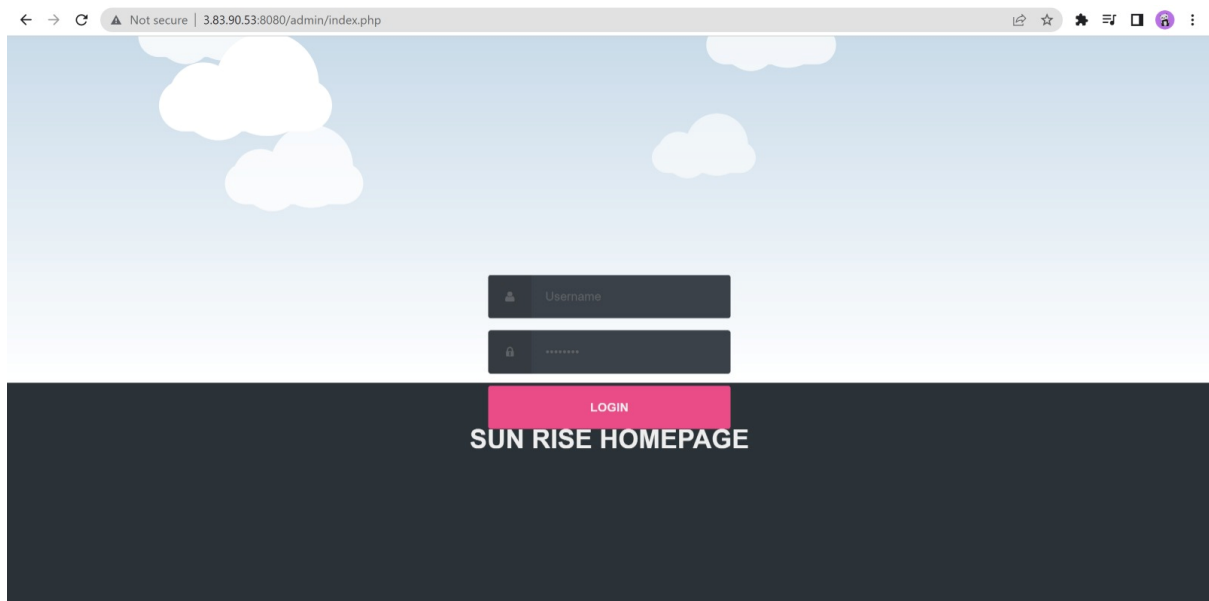 Not secure | 3.83.90.53:8080/admin/index.php
Username
........
LOGIN
SUN RISE HOMEPAGE